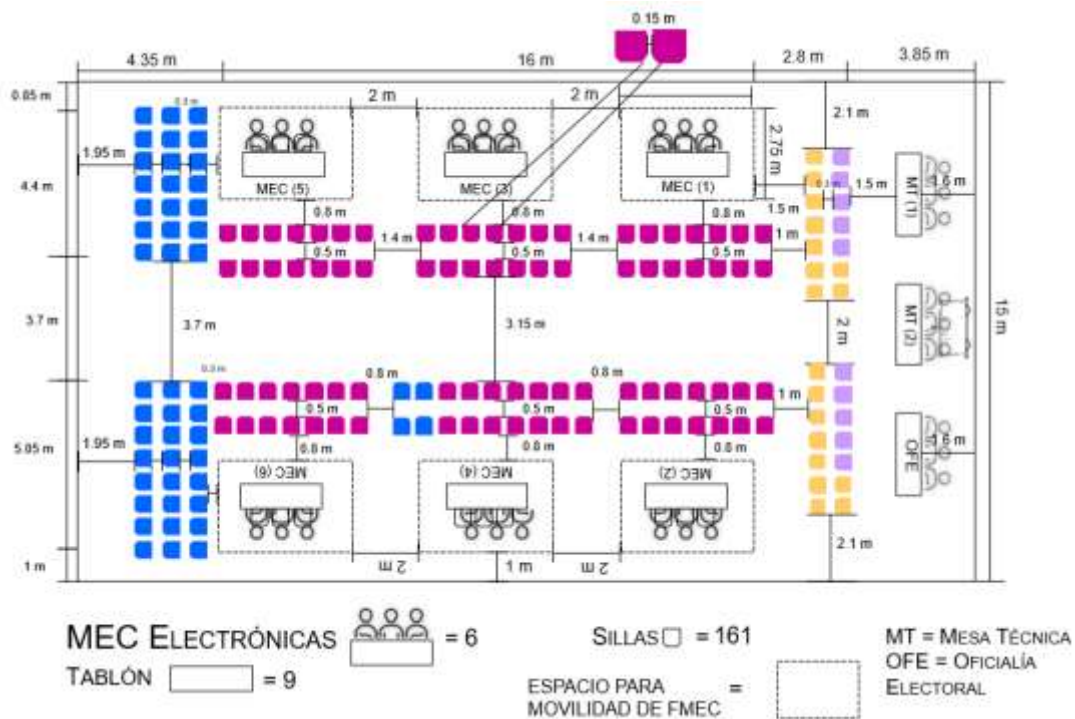 0.15 m
4.35 m
16 m
2.8 m
3.85 m
0.85 m
2 m
2 m
2.1 m
0.3 m
2.75 m
1.95 m
4.4 m
MEC (5)
MEC (3)
MEC (1)
MT (1)
1.5 m
1.6 m
0.8 m
0.8 m
0.8 m
1.5 m
1.4 m
1.4 m
1 m
0.5 m
0.5 m
0.5 m
3.7 m
3.7 m
3.15 m
2 m
MT (2)
15 m
0.3 m
0.8 m
0.8 m
0.5 m
0.5 m
0.5 m
1 m
5.05 m
1.95 m
0.8 m
0.8 m
0.8 m
MEC (6)
MEC (4)
MEC (2)
OFE
1.6 m
2.1 m
1 m
2 m
1 m
2 m
MEC ELECTRÓNICAS = 6
SILLAS = 161
MT = MESA TÉCNICA
OFE = OFICIALÍA
ELECTORAL
TABLÓN = 9
ESPACIO PARA =
MOVILIDAD DE FMEC